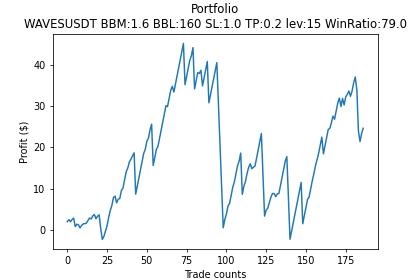 Portfolio
WAVESUSDT BBM:1.6 BBL:160 SL:1.0 TP:0.2 lev:15 WinRatio:79.0
Profit ($)
40
30
20
10
0
0 25 50 75 100 125 150 175
Trade counts